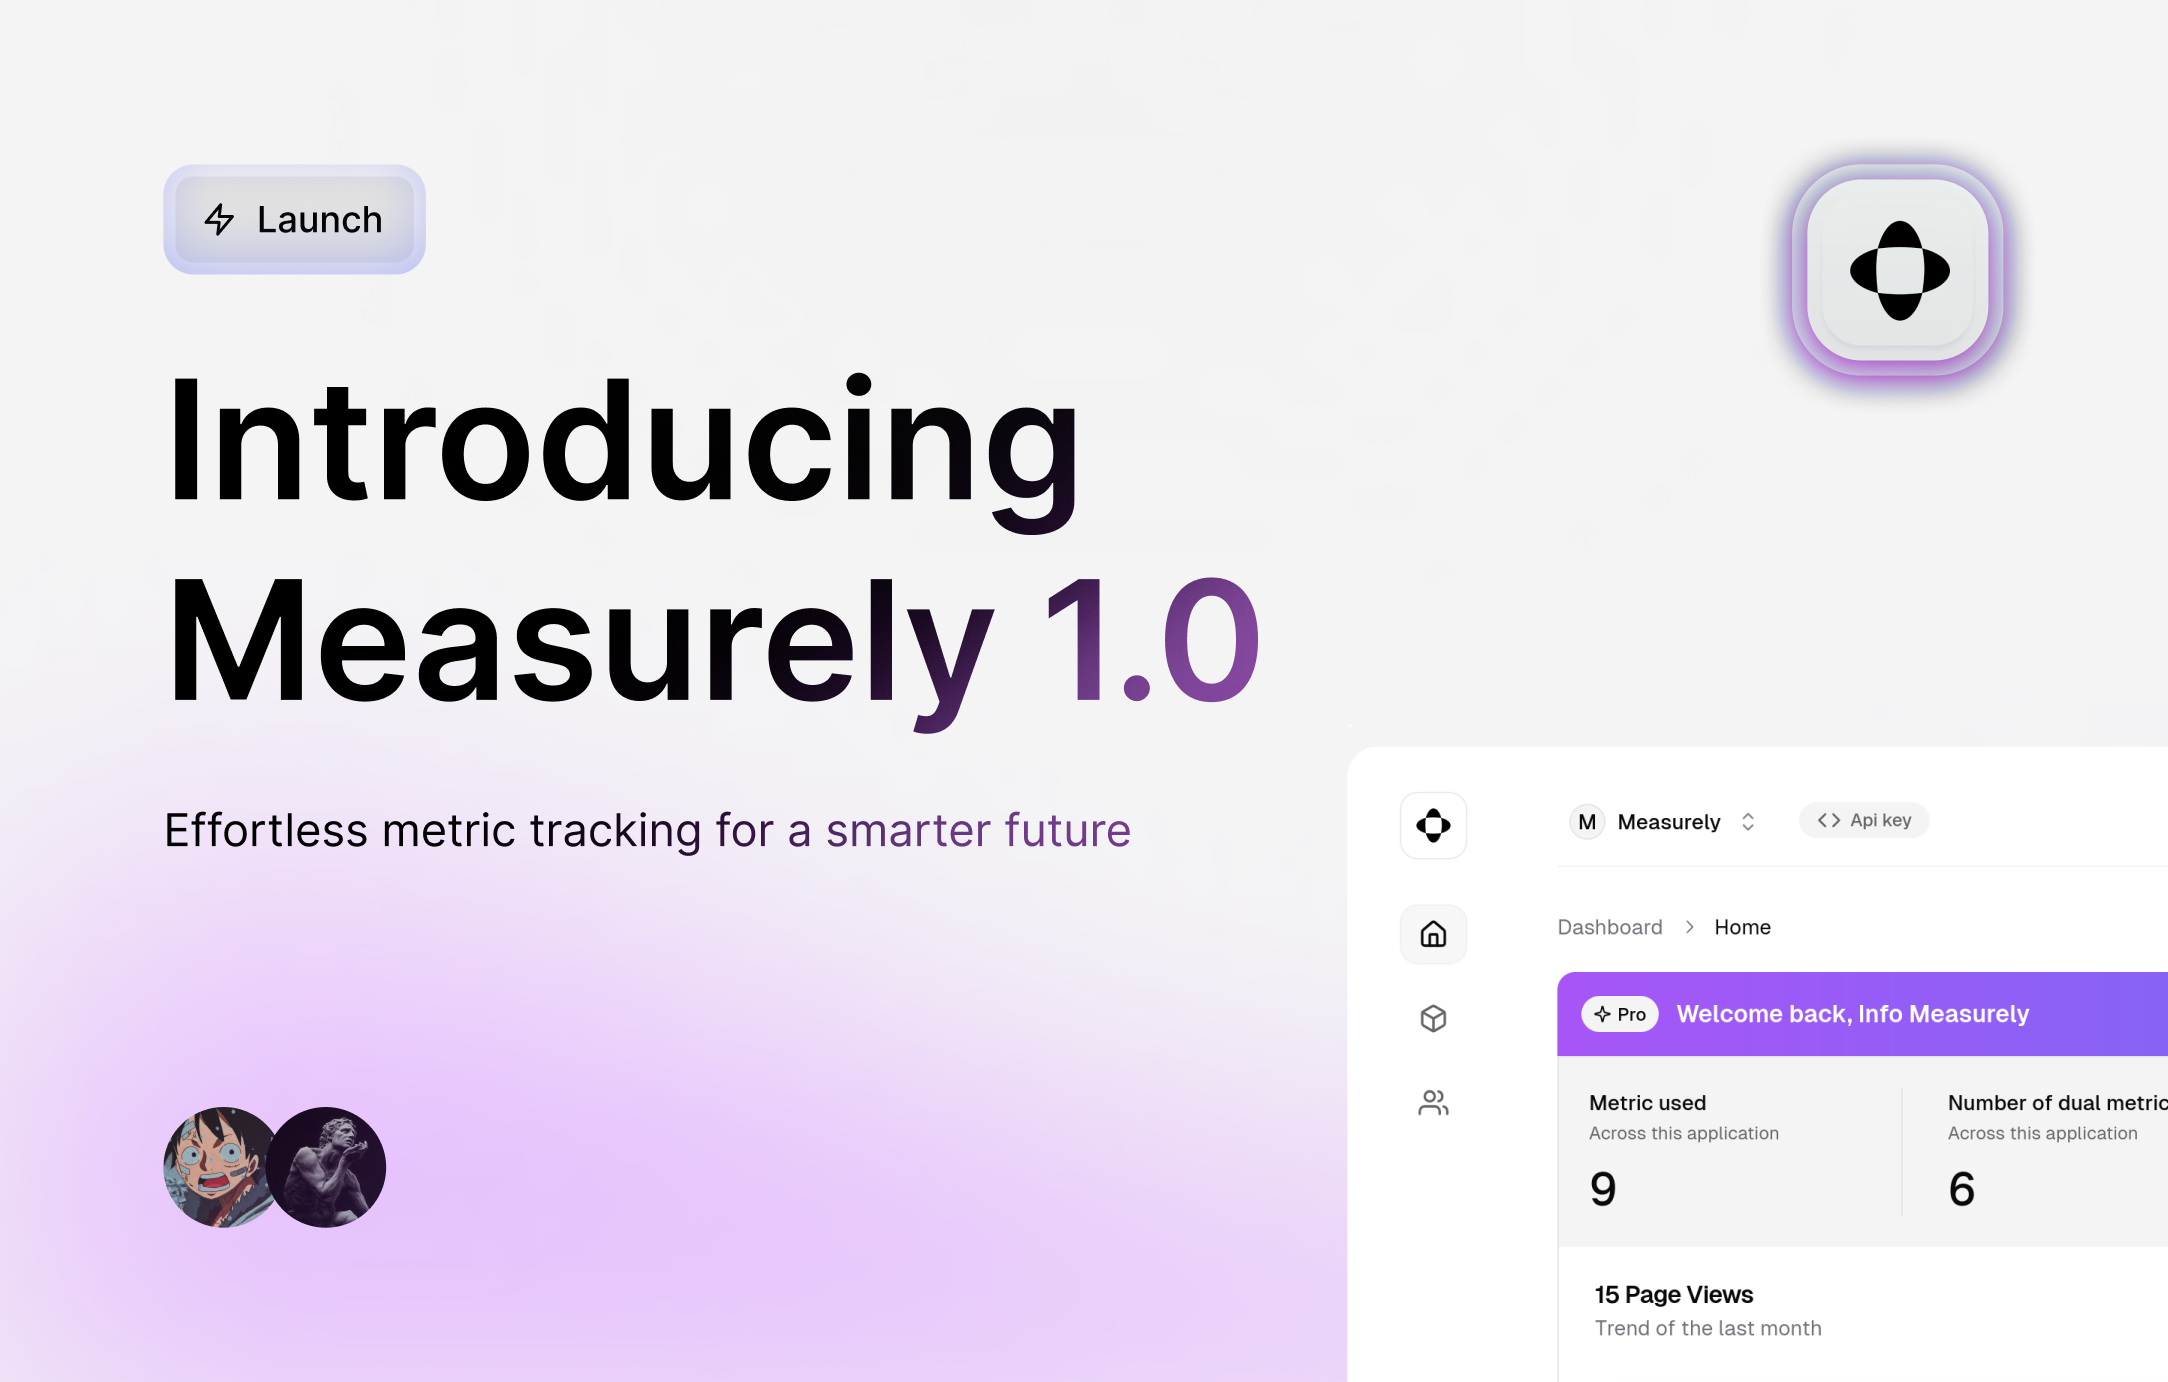 Launch
Introducing
Measurely 1.0
Effortless metric tracking for a smarter future
M Measurely
Api key
Dashboard
Home
Pro
Welcome back, Info Measurely
Metric used
Across this application
9
Number of dual metric
Across this application
6
15 Page Views
Trend of the last month